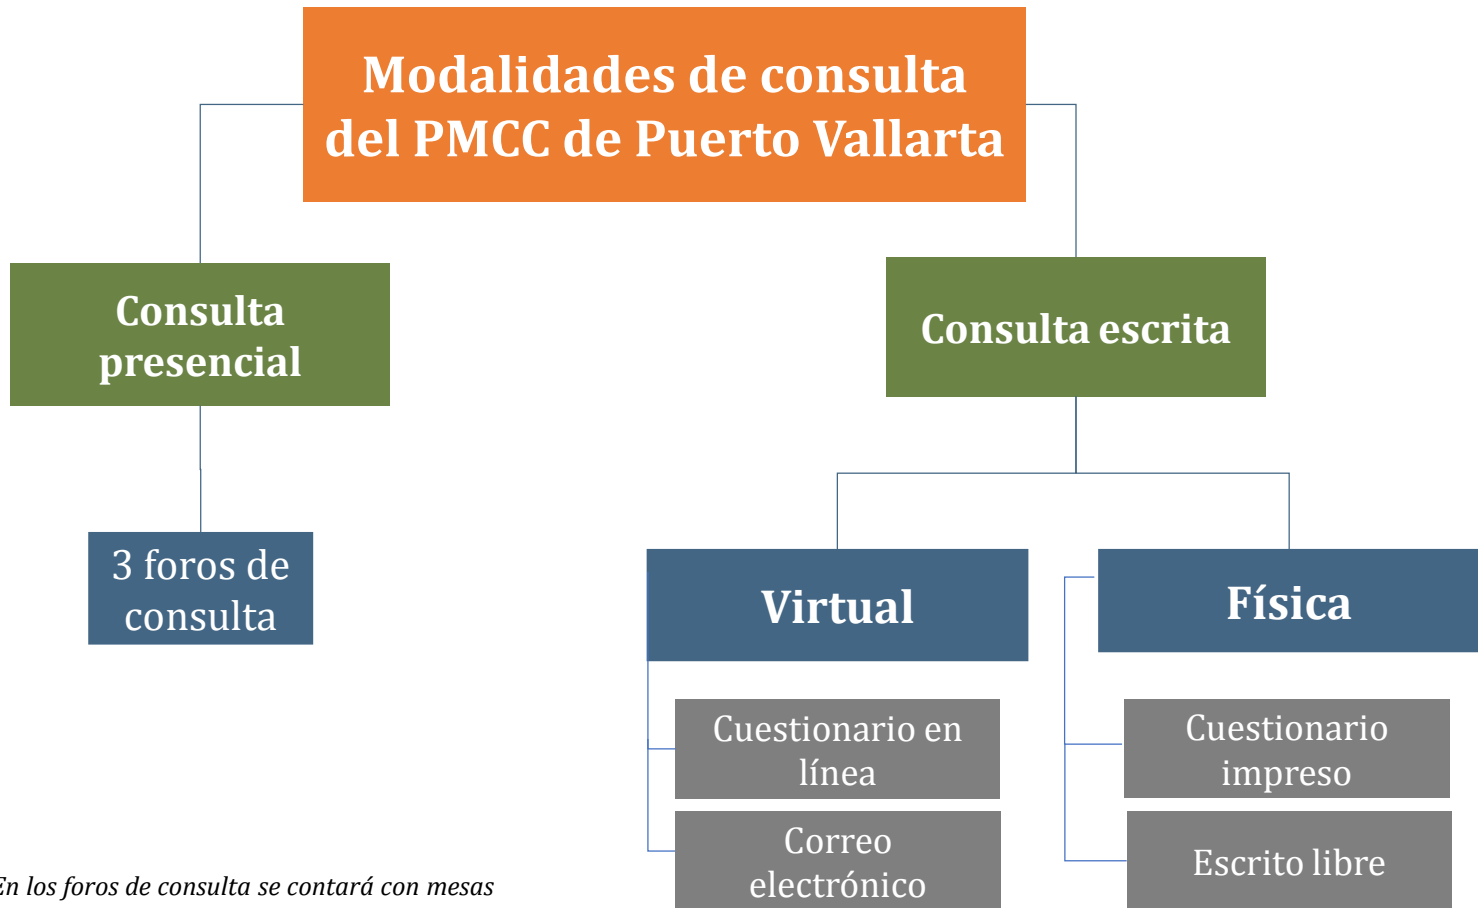 Modalidades de consulta
del PMCC de Puerto Vallarta
Consulta
presencial
Consulta escrita
3 foros de
consulta
Virtual
Física
Cuestionario en
línea
Cuestionario
impreso
Correo
electrónico
Escrito libre
En los foros de consulta se contará con mesas